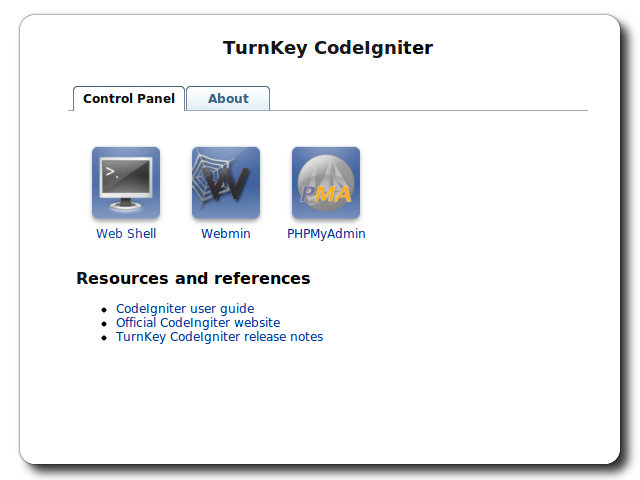 TurnKey CodeIgniter
Control Panel
About
>_.
W
PMA
Web Shell
Webmin
PHPMyAdmin
Resources and references
CodeIgniter user guide
Official CodeIngiter website
TurnKey CodeIgniter release notes